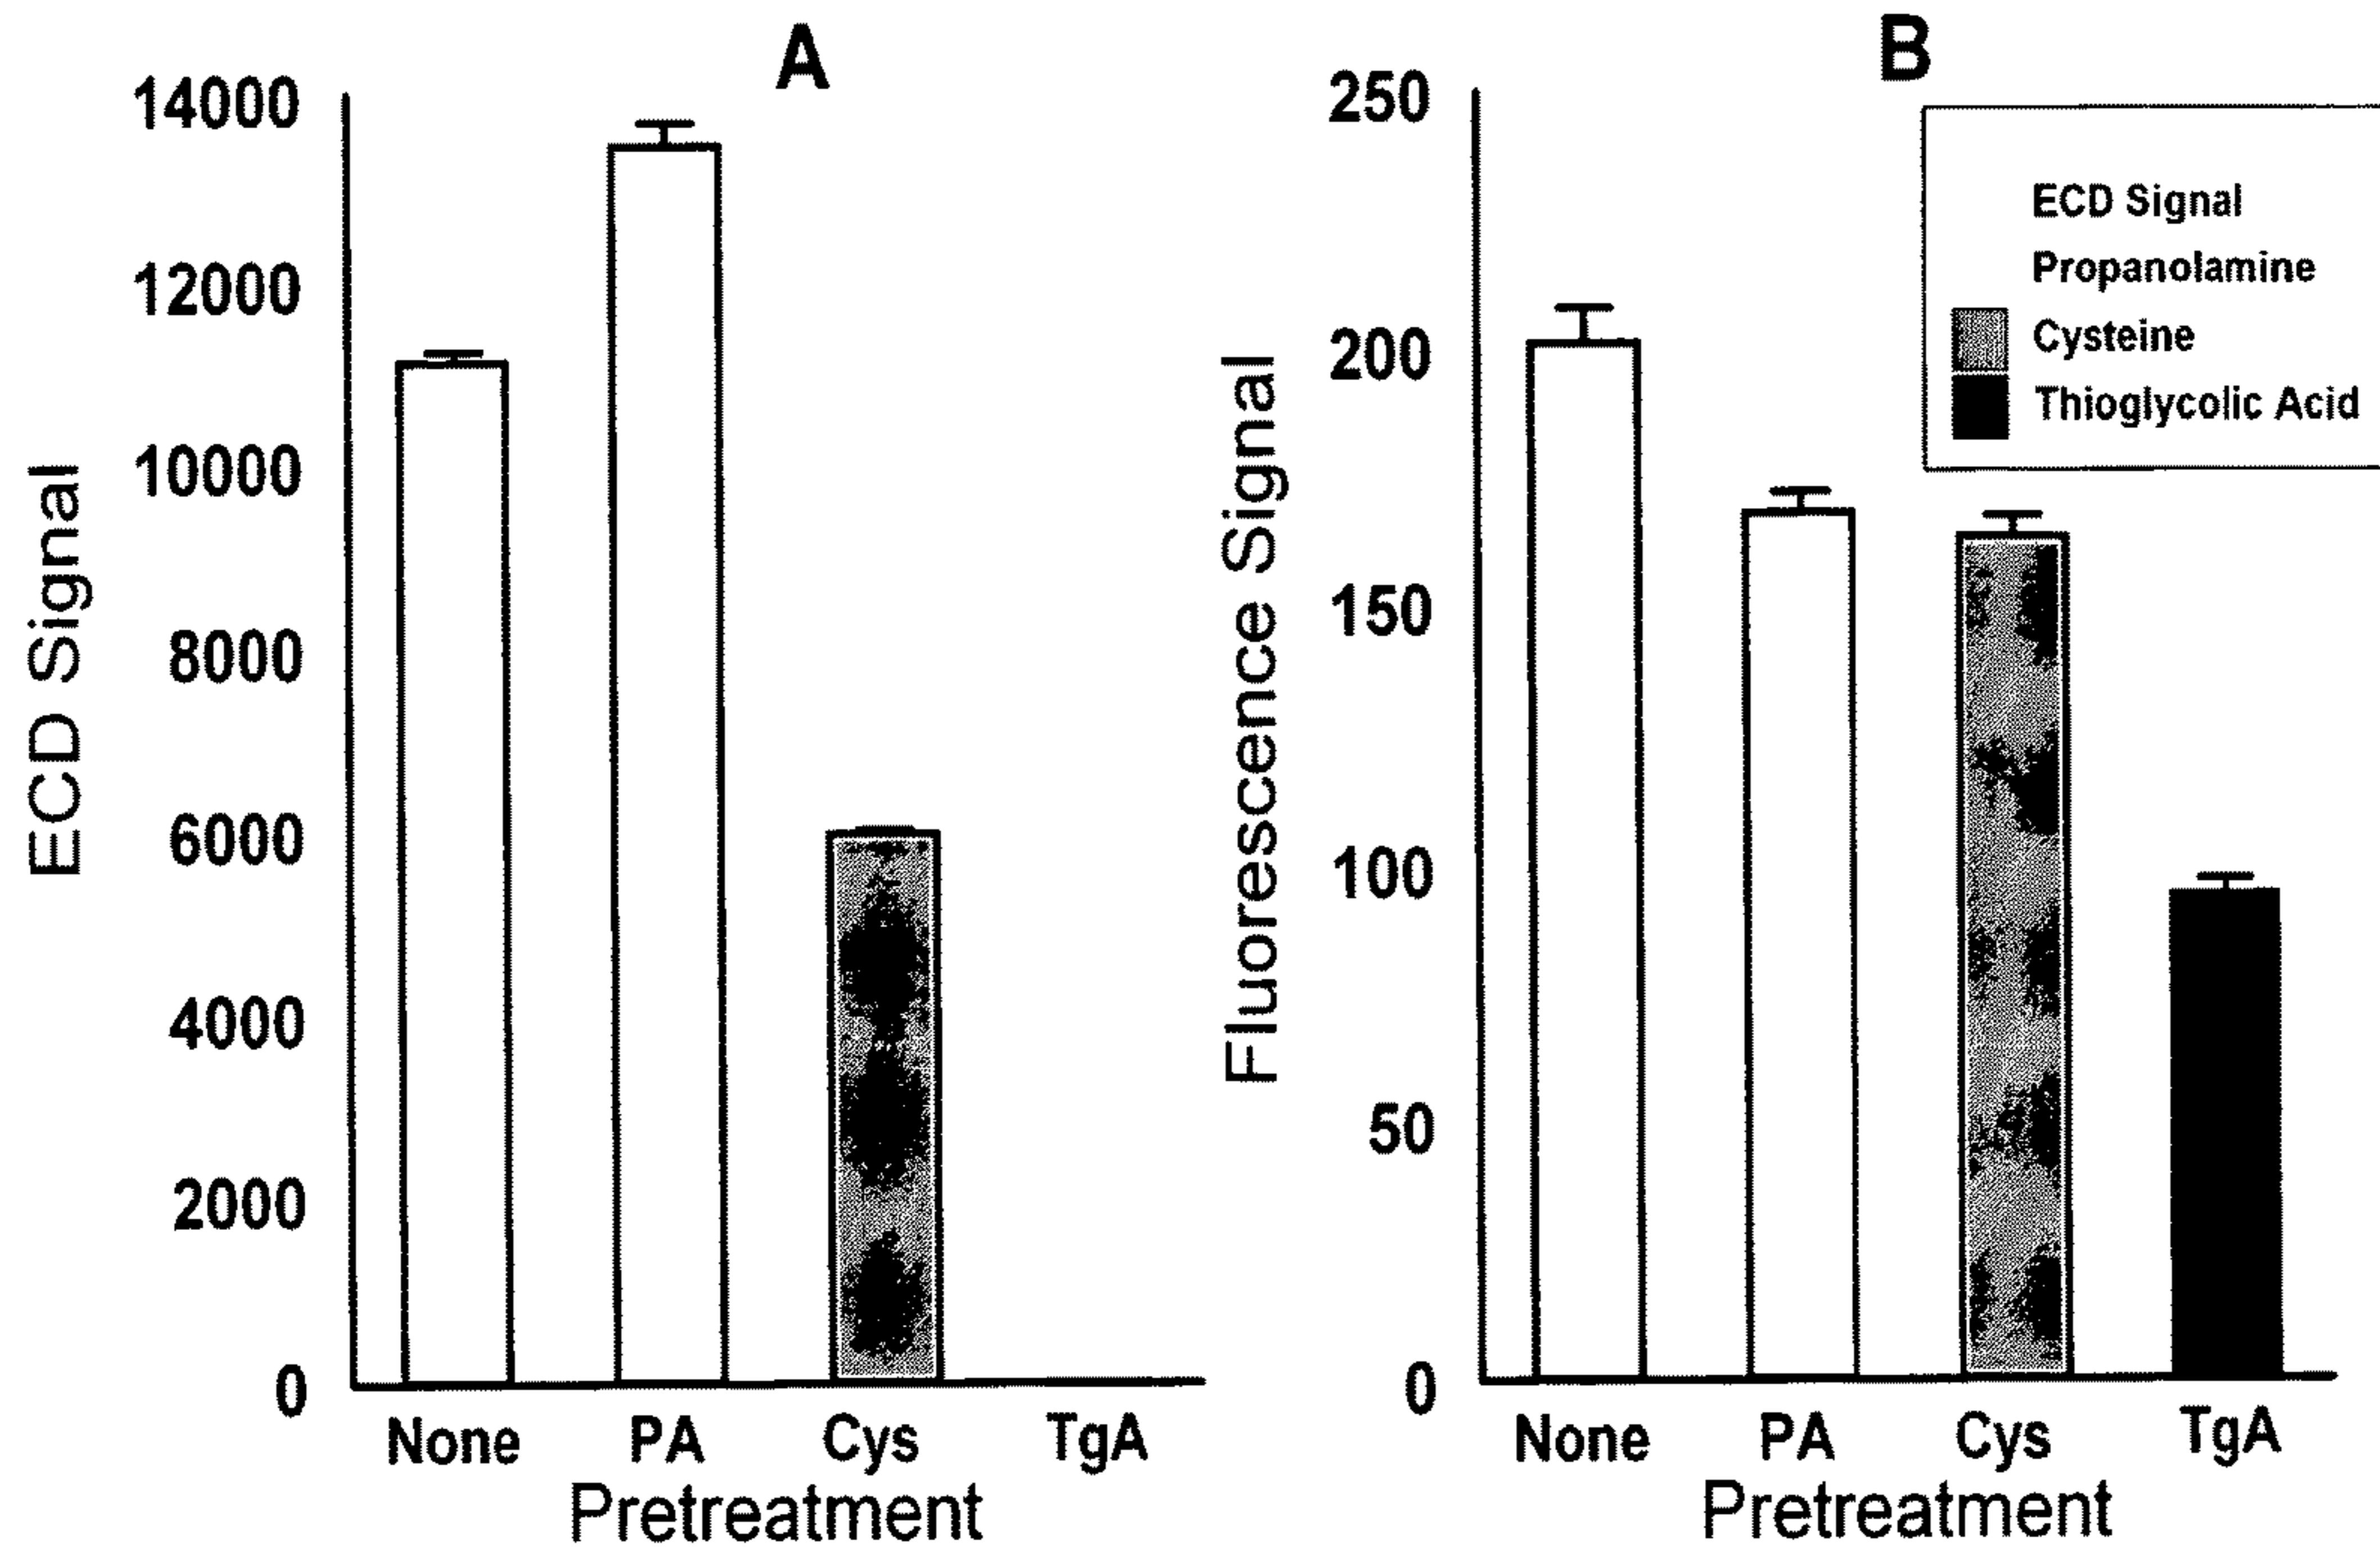 A
14000
12000
10000
8000
6000
4000
2000
0
ECD Signal
None PA Cys TgA
Pretreatment
B
250
200
150
100
50
0
Fluorescence Signal
ECD Signal
Propanolamine
Cysteine
Thioglycolic Acid
None PA Cys TgA
Pretreatment